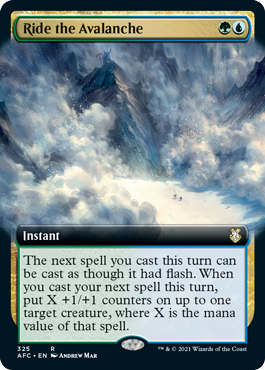 Ride the Avalanche
Instant
The next spell you cast this turn can
be cast as though it had flash. When
you cast your next spell this turn,
put X +1/+1 counters on up to one
target creature, where X is the mana
value of that spell.
325 R
AFC • EN Andrew Mar
™ & © 2021 Wizards of the Coast